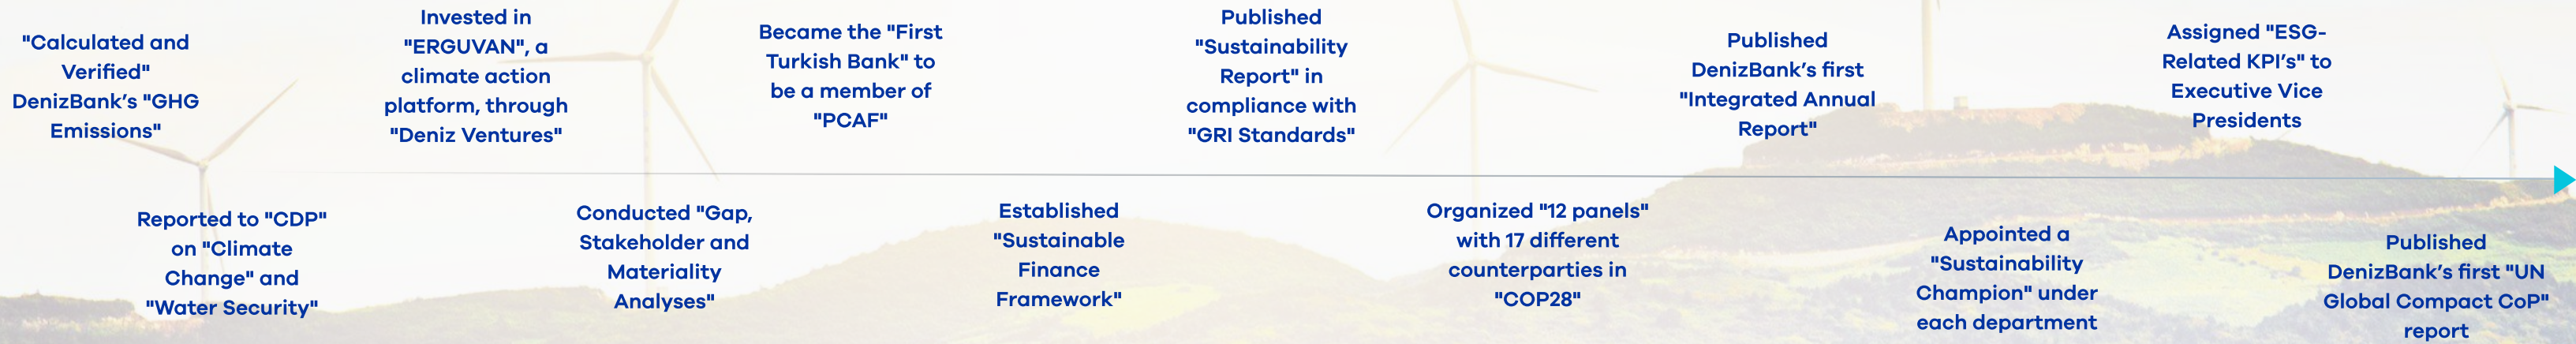 "Calculated and
Verified"
DenizBank’s "GHG
Emissions"
Reported to "CDP"
on "Climate
Change" and
"Water Security"
Invested in
"ERGUVAN", a
climate action
platform, through
"Deniz Ventures"
Conducted "Gap,
Stakeholder and
Materiality
Analyses"
Became the "First
Turkish Bank" to
be a member of
"PCAF"
Established
"Sustainable
Finance
Framework"
Published
"Sustainability
Report" in
compliance with
"GRI Standards"
Organized "12 panels"
with 17 different
counterparties in
"COP28"
Published
DenizBank’s first
"Integrated Annual
Report"
Appointed a
"Sustainability
Champion" under
each department
Assigned "ESG-
Related KPI’s" to
Executive Vice
Presidents
Published
DenizBank’s first "UN
Global Compact CoP"
report